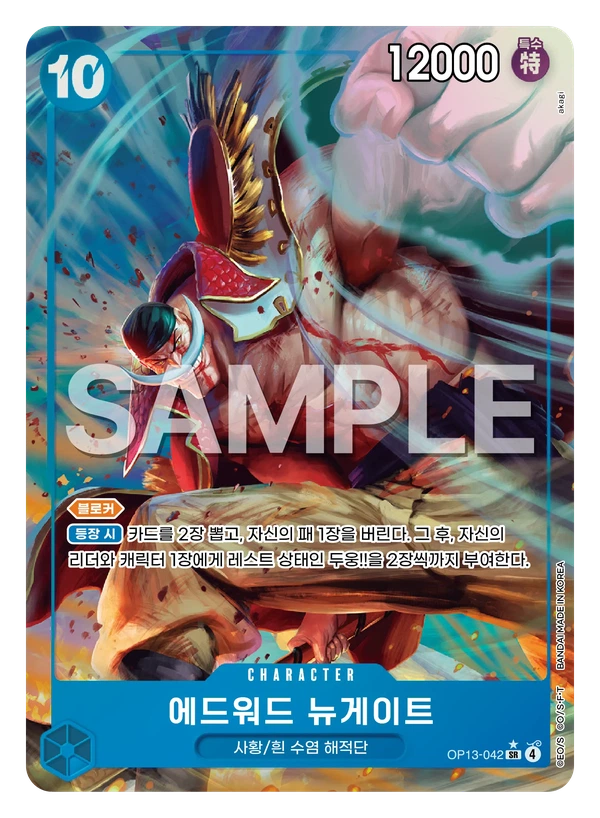 10
12000
특수
特
akagi
SAMPLE
블로커
등장 시 카드를 2장 뽑고, 자신의 패 1장을 버린다. 그 후, 자신의
리더와 캐릭터 1장에게 레스트 상태인 두웅!!을 2장씩까지 부여한다.
CHARACTER
에드워드 뉴게이트
사황/흰 수염 해적단
OP13-042 SR 4
©EO/S ©O/S·F·T BANDAI MADE IN KOREA